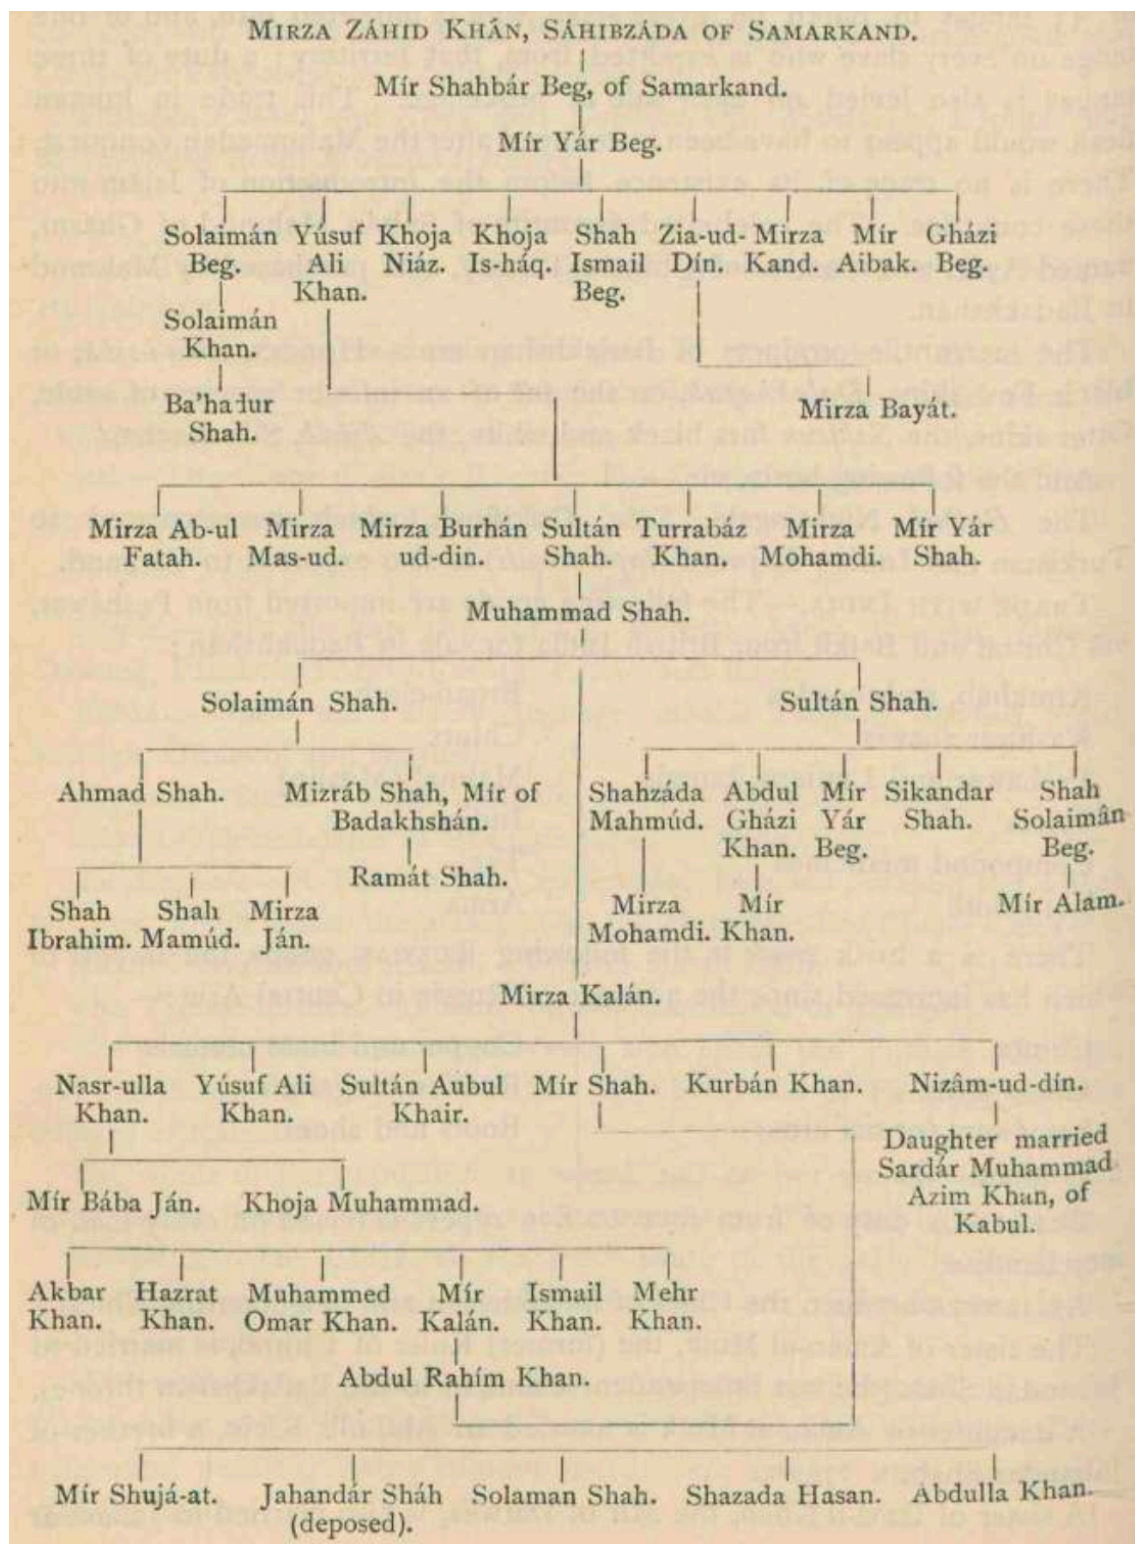 MIRZA ZÁHID KHÂN, SÁHIBZÁDA OF SAMARKAND.
Mír Shahbár Beg, of Samarkand.
Mír Yár Beg.
Solaimán Yúsuf Khoja Khoja Shah Zia-ud- Mirza Mír Gházi
Beg. Ali Niáz. Is-háq. Ismail Dín. Kand. Aibak. Beg.
Khan. Beg.
Solaimán
Khan.
Ba'hadur
Shah.
Mirza Bayát.
Mirza Ab-ul Mirza Mirza Burhán Sultán Turrabáz Mirza Mír Yár
Fatah. Mas-ud. ud-din. Shah. Khan. Mohamdi. Shah.
Muhammad Shah.
Solaimán Shah. Sultán Shah.
Ahmad Shah. Mizráb Shah, Mír of Shahzáda Abdul Mír Sikandar Shah
Badakhshán. Mahmúd. Gházi Yár Shah. Solaimân
Khan. Beg. Beg.
Ramát Shah.
Shah Shah Mirza Mirza Mír Mír Alam.
Ibrahim. Mamúd. Ján. Mohamdi. Khan.
Mirza Kalán.
Nasr-ulla Yúsuf Ali Sultán Aubul Mír Shah. Kurbán Khan. Nizâm-ud-dín.
Khan. Khan. Khair.
Daughter married
Sardár Muhammad
Azim Khan, of
Kabul.
Mír Bába Ján. Khoja Muhammad.
Akbar Hazrat Muhammed Mír Ismail Mehr
Khan. Khan. Omar Khan. Kalán. Khan. Khan.
Abdul Rahím Khan.
Mír Shujá-at. Jahandár Sháh Solaman Shah. Shazada Hasan. Abdulla Khan.
(deposed).